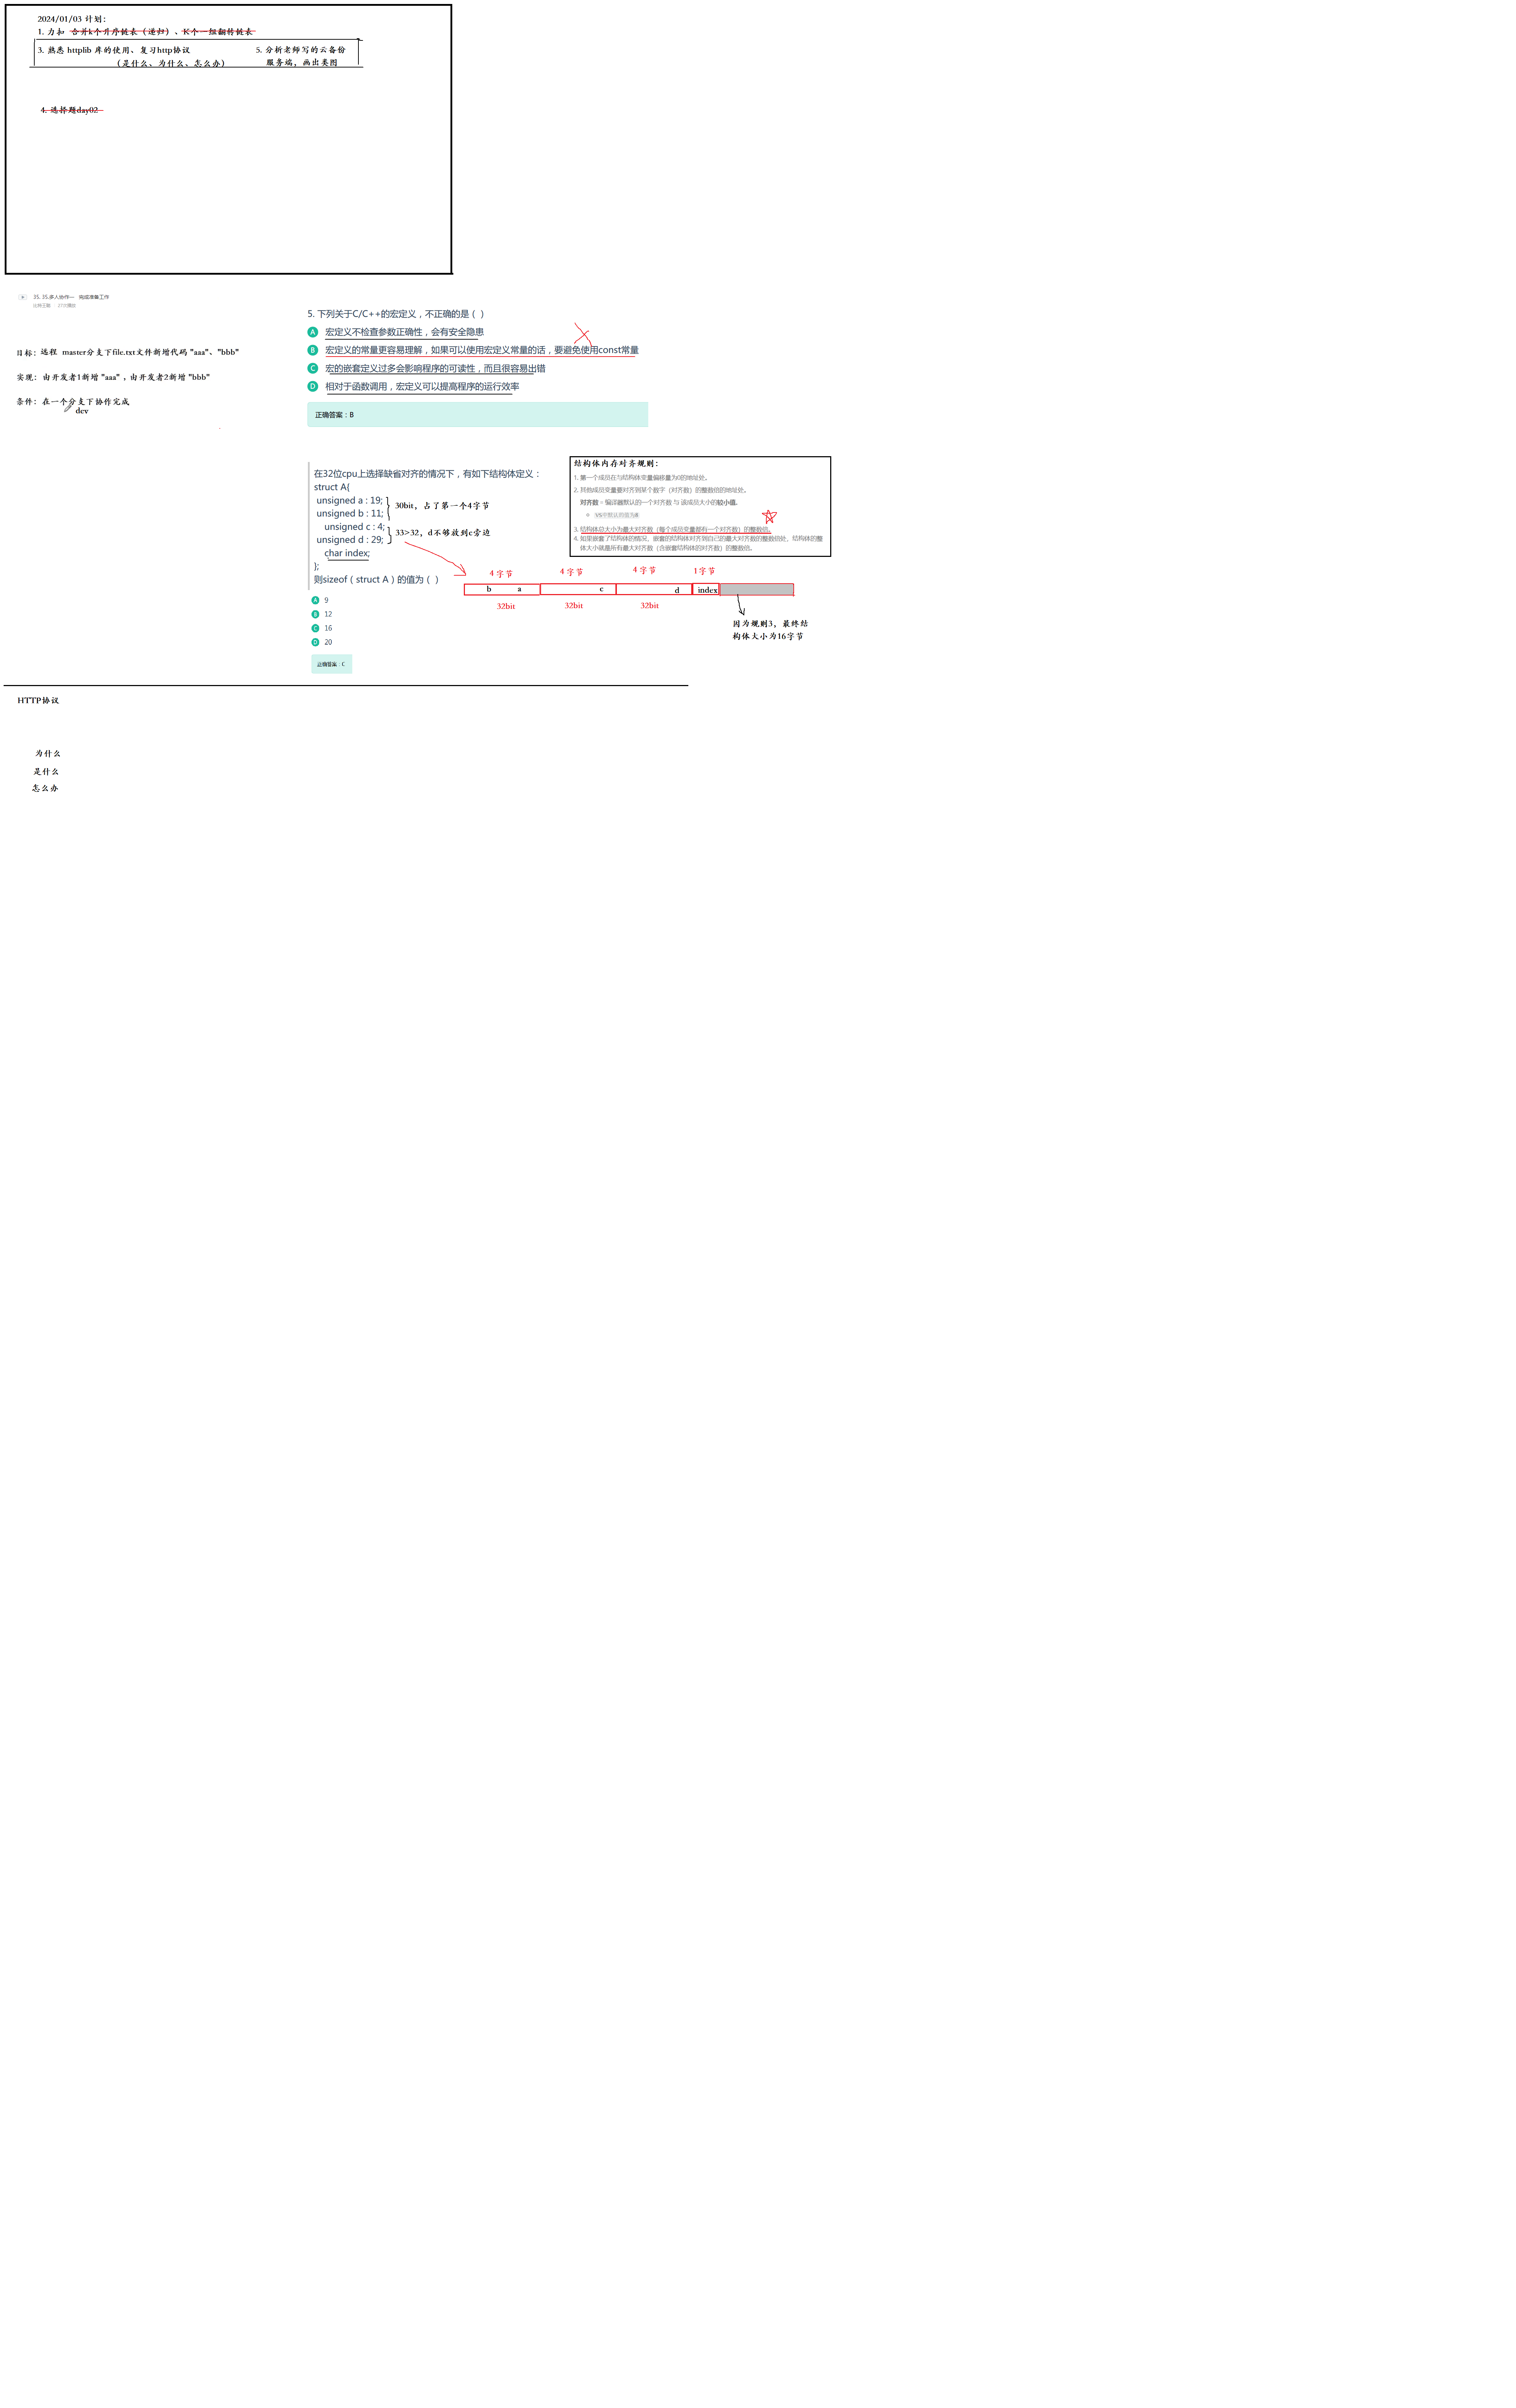 2024/01/03 计划：
1. 力扣 合并k个升序链表（递归）、K个一组翻转链表
3. 熟悉 httplib 库的使用、复习http协议
（是什么、为什么、怎么办）
5. 分析老师写的云备份
服务端，画出类图
4. 选择题day02
35. 35.多人协作一 完成准备工作
目标：远程 master分支下file.txt文件新增代码 "aaa"、"bbb"
实现：由开发者1新增 "aaa" ，由开发者2新增 "bbb"
条件：在一个分支下协作完成
dev
5. 下列关于C/C++的宏定义，不正确的是（ ）
A 宏定义不检查参数正确性，会有安全隐患
B 宏定义的常量更容易理解，如果可以使用宏定义常量的话，要避免使用const常量
C 宏的嵌套定义过多会影响程序的可读性，而且很容易出错
D 相对于函数调用，宏定义可以提高程序的运行效率
正确答案：B
在32位cpu上选择缺省对齐的情况下，有如下结构体定义：
struct A{
unsigned a : 19;
unsigned b : 11;
30bit，占了第一个4字节
unsigned c : 4;
unsigned d : 29;
33>32，d不够放到c旁边
char index;
};
则sizeof（struct A）的值为（ ）
A 9
B 12
C 16
D 20
正确答案：C
结构体内存对齐规则：
1. 第一个成员在与结构体变量偏移量为0的地址处。
2. 其他成员变量要对齐到某个数字（对齐数）的整数倍的地址处。
对齐数 = 编译器默认的一个对齐数 与 该成员大小的较小值。
VS中默认的值为8
3. 结构体总大小为最大对齐数（每个成员变量都有一个对齐数）的整数倍。
4. 如果嵌套了结构体的情况，嵌套的结构体对齐到自己的最大对齐数的整数倍处，结构体的整
体大小就是所有最大对齐数（含嵌套结构体的对齐数）的整数倍。
4 字节 4 字节 4 字节 1字节
b a c d index
32bit 32bit 32bit
因为规则3，最终结
构体大小为16字节
HTTP协议
为什么
是什么
怎么办